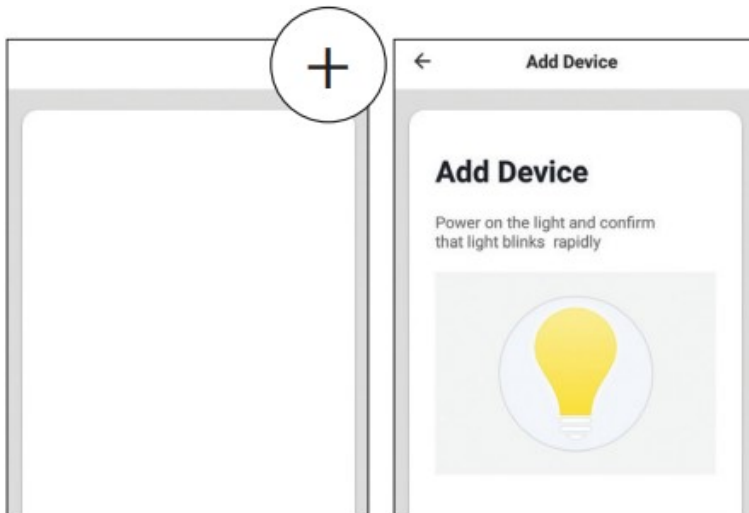 +
← Add Device
Add Device
Power on the light and confirm
that light blinks rapidly